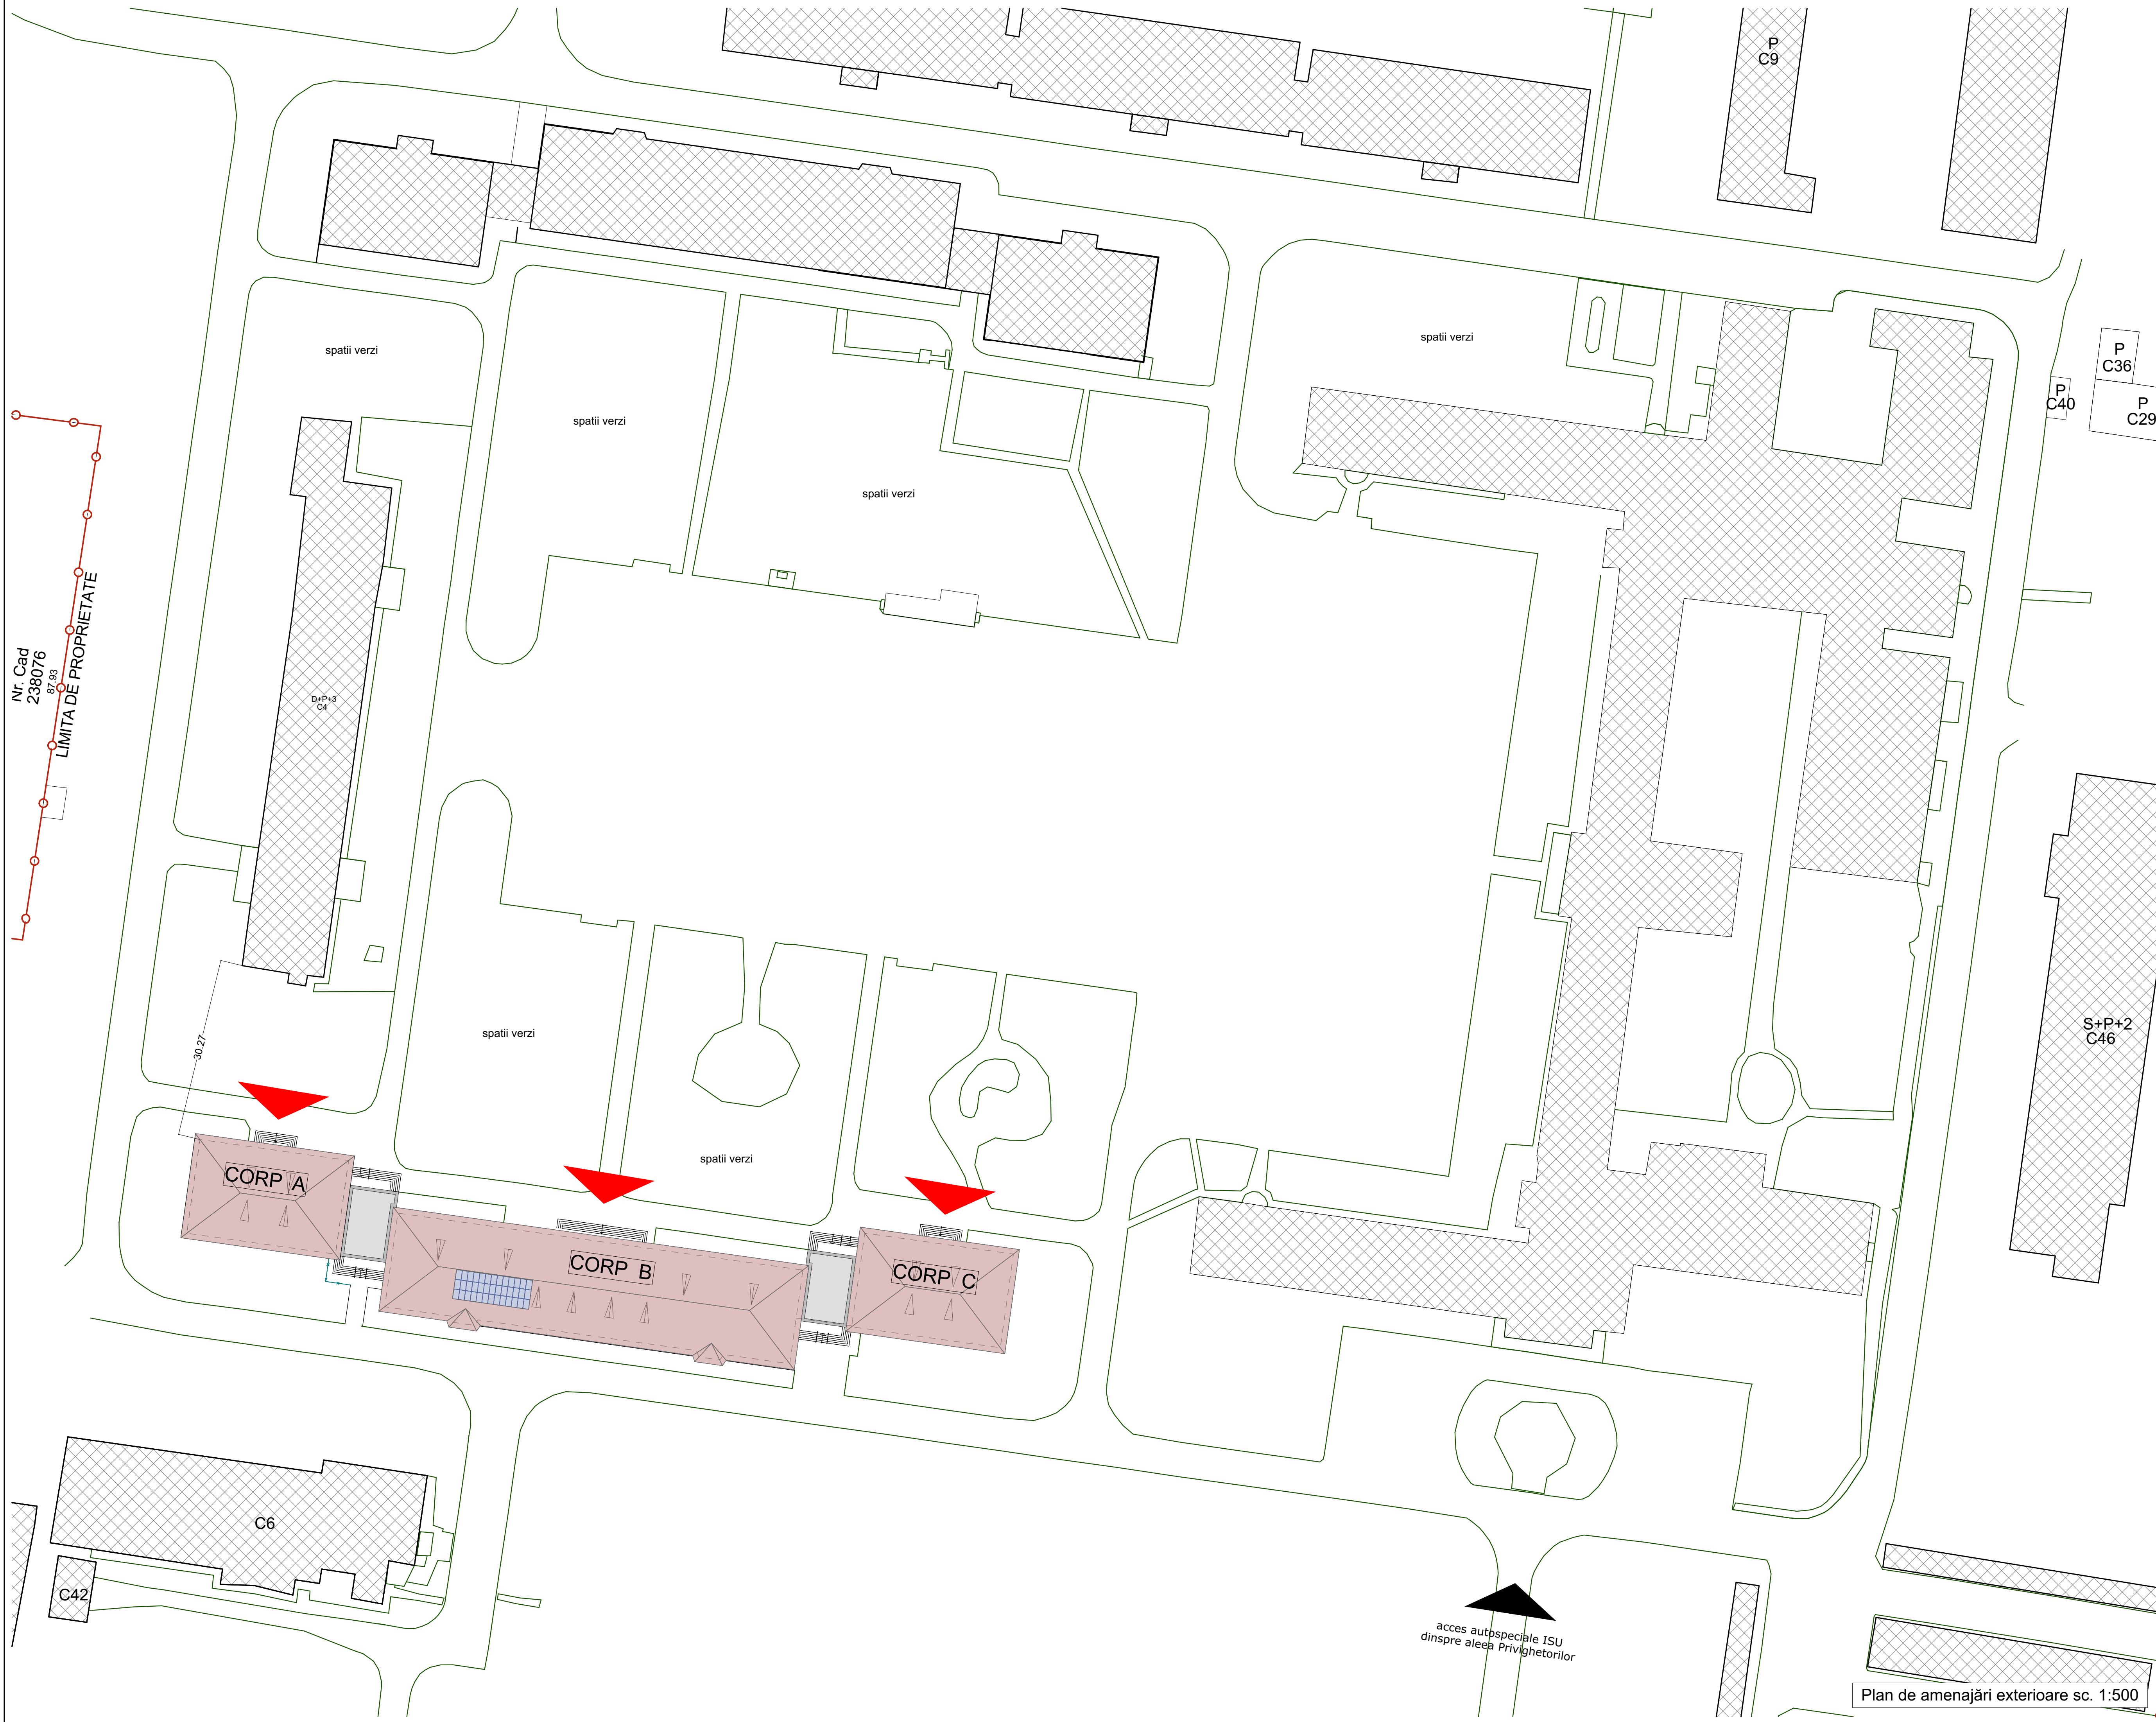 P
C9
spatii verzi
spatii verzi
P
C36
P
C40
P
C29
spatii verzi
spatii verzi
Nr. Cad
238076
87.93
LIMITA DE PROPRIETATE
D+P+3
C4
30.27
spatii verzi
S+P+2
C46
spatii verzi
CORP A
CORP B
CORP C
C6
C42
acces autospeciale ISU
dinspre aleea Privighetorilor
Plan de amenajări exterioare sc. 1:500